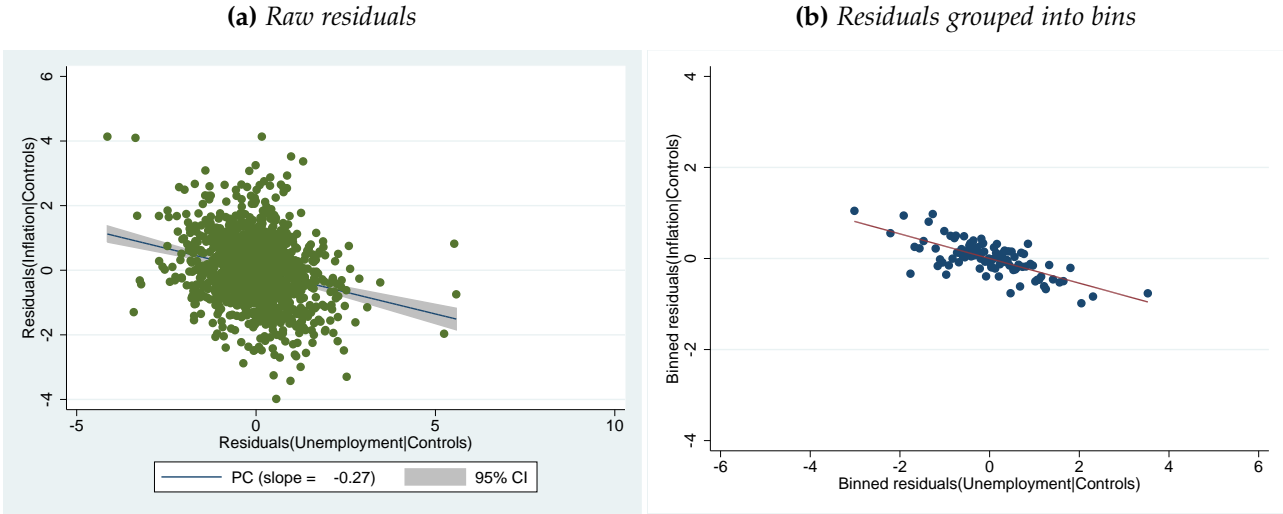 (a) Raw residuals
(b) Residuals grouped into bins
Residuals(Inflation|Controls)
6
4
2
0
-2
-4
-5
0
5
10
Residuals(Unemployment|Controls)
PC (slope = -0.27)
95% CI
Binned residuals(Inflation|Controls)
4
2
0
-2
-4
-6
-4
-2
0
2
4
6
Binned residuals(Unemployment|Controls)